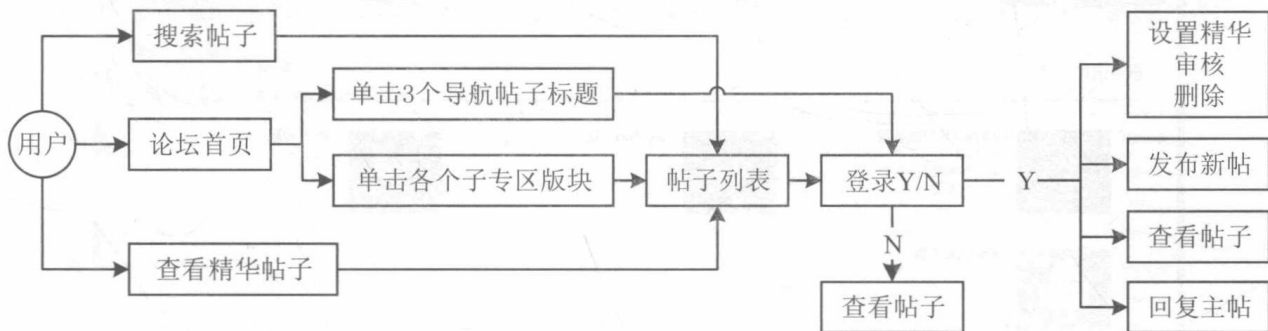 搜索帖子
设置精华
审核
删除
单击3个导航帖子标题
用户
论坛首页
单击各个子专区版块
帖子列表
登录Y/N
Y
发布新帖
N
查看精华帖子
查看帖子
查看帖子
回复主帖